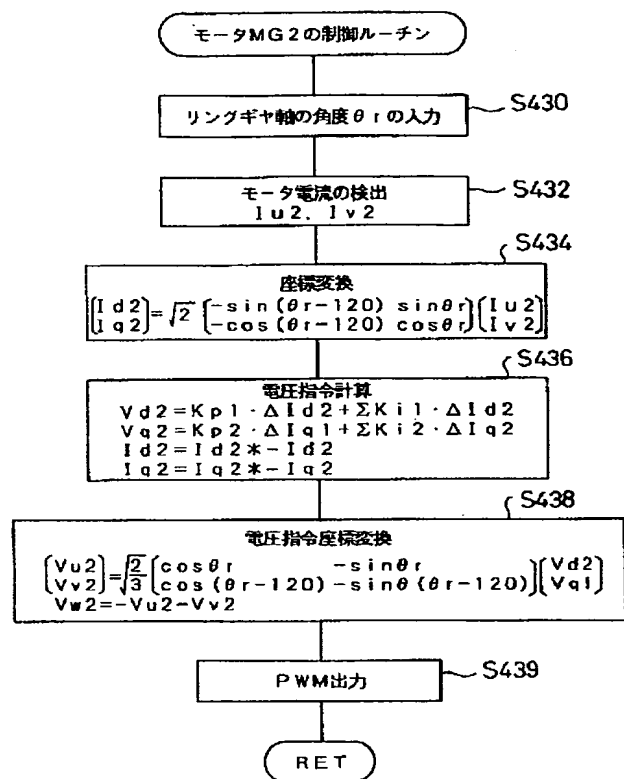 モータMG2の制御ルーチン
S430
リングギヤ軸の角度θrの入力
S432
モータ電流の検出
Iu2, Iv2
S434
座標変換
[Id2] = √2 [-sin(θr-120) sinθr] [Iu2]
[Iq2] [-cos(θr-120) cosθr] [Iv2]
S436
電圧指令計算
Vd2=Kp1・ΔId2+ΣKi1・ΔId2
Vq2=Kp2・ΔIq1+ΣKi2・ΔIq2
Id2=Id2*-Id2
Iq2=Iq2*-Iq2
S438
電圧指令座標変換
[Vu2] = √2/3 [cosθr -sinθr] [Vd2]
[Vv2] [cos(θr-120) -sinθ(θr-120)] [Vq1]
Vw2=-Vu2-Vv2
S439
PWM出力
RET